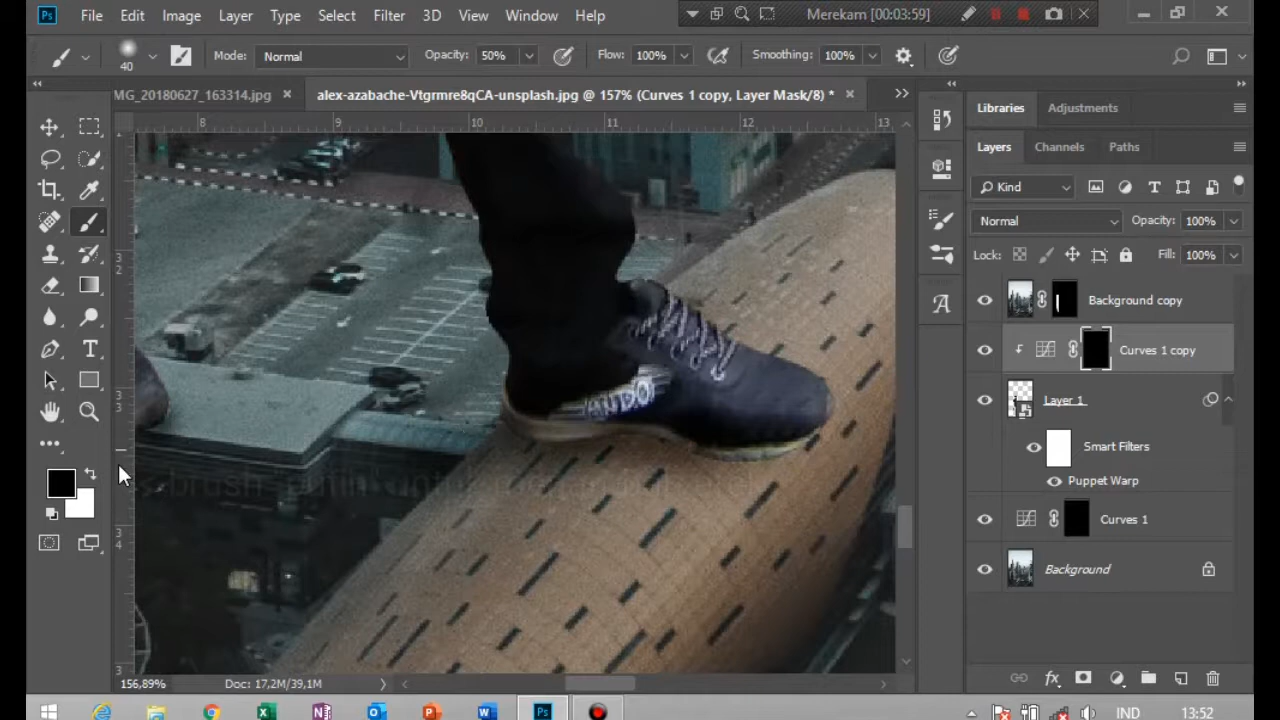 File Edit Image Layer Type Select Filter 3D View Window Help
Merekam [00:03:59]
40 Mode: Normal Opacity: 50% Flow: 100% Smoothing: 100%
MG_20180627_163314.jpg alex-azabache-Vtgrmre8qCA-unsplash.jpg @ 157% (Curves 1 copy, Layer Mask/8) *
Libraries Adjustments
8 9 10 11 12 13
Layers Channels Paths
Kind
Normal Opacity: 100%
Lock: Fill: 100%
Background copy
Curves 1 copy
Layer 1
Smart Filters
Puppet Warp
Curves 1
Background
156,89% Doc: 17,2M/39,1M
IND 13:52